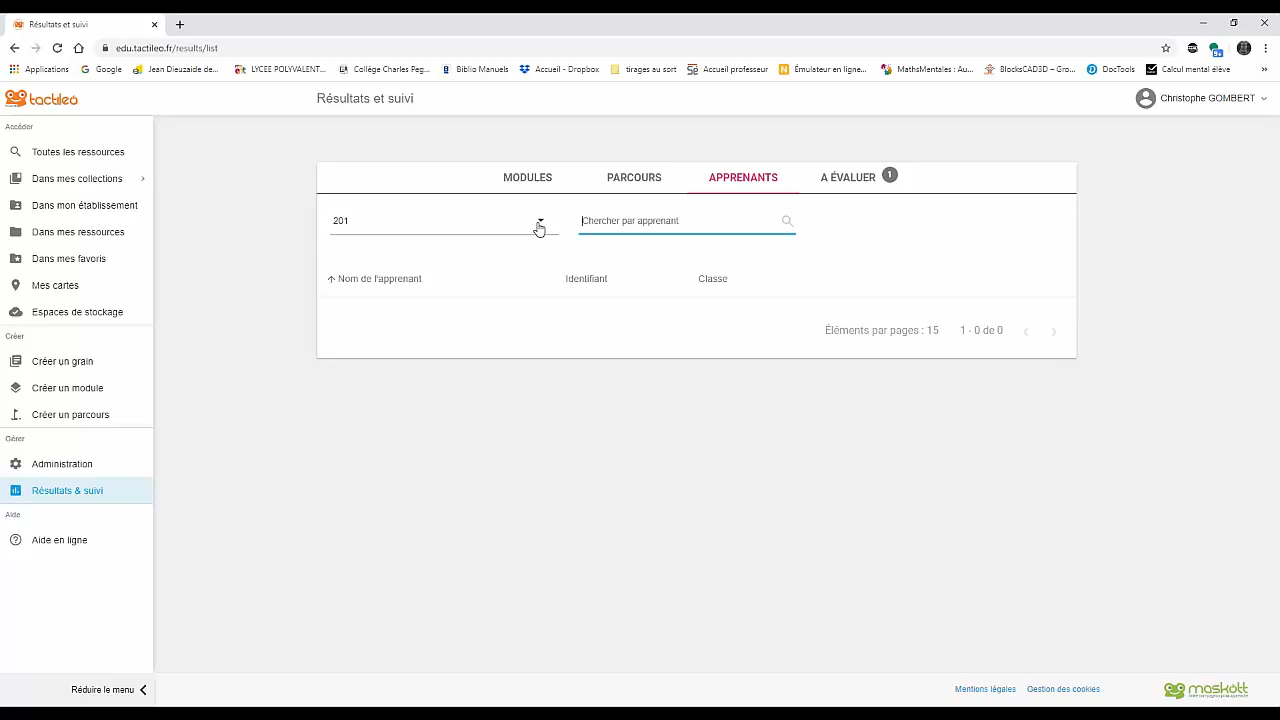 Résultats et suivi
edu.tactileo.fr/results/list
Applications
Google
Jean Dieuzaide de...
LYCEE POLYVALENT...
Collège Charles Peg...
Biblio Manuels
Accueil - Dropbox
tirages au sort
Accueil professeur
Émulateur en ligne...
MathsMentales : Au...
BlocksCAD3D – Gro...
DocTools
Calcul mental élève
tactileo
Résultats et suivi
Christophe GOMBERT
Accéder
Toutes les ressources
Dans mes collections
Dans mon établissement
Dans mes ressources
Dans mes favoris
Mes cartes
Espaces de stockage
Créer
Créer un grain
Créer un module
Créer un parcours
Gérer
Administration
Résultats & suivi
Aide
Aide en ligne
Réduire le menu
MODULES PARCOURS APPRENANTS A ÉVALUER 1
201
Chercher par apprenant
Nom de l'apprenant Identifiant Classe
Éléments par pages : 15 1 - 0 de 0
Mentions légales Gestion des cookies
maskott